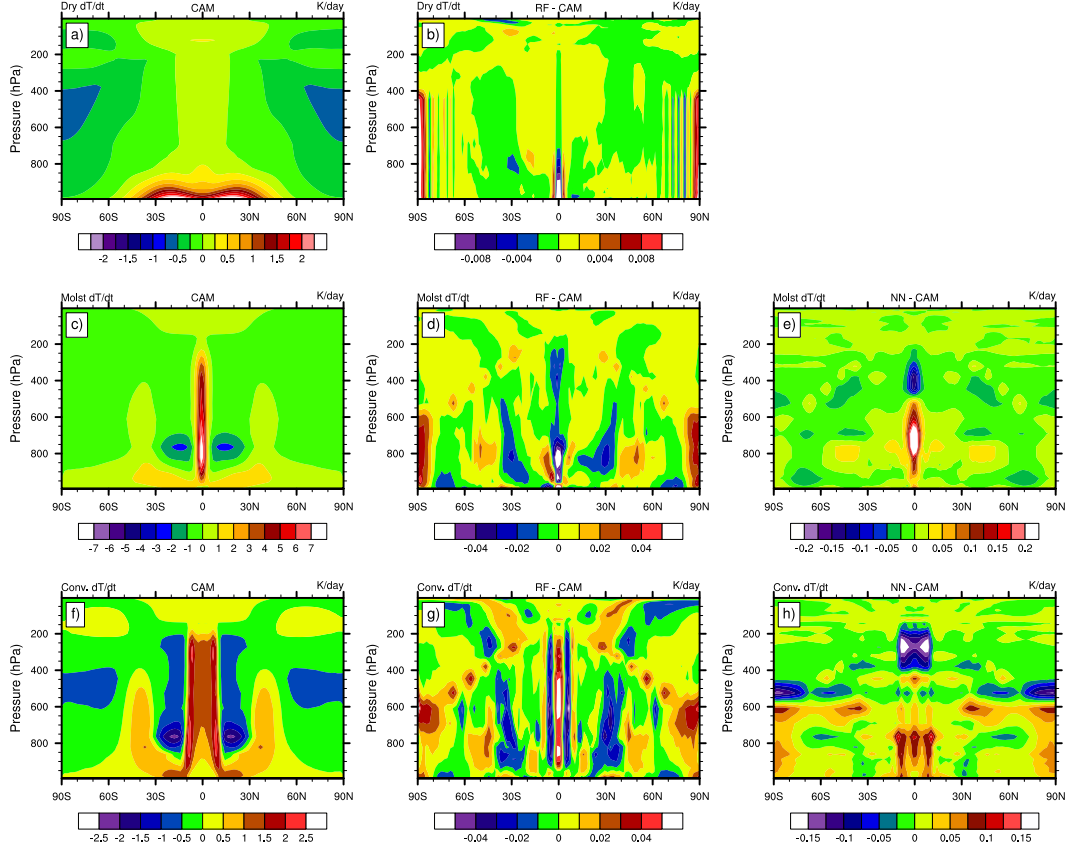 Dry dT/dt CAM K/day
a)
Pressure (hPa)
200
400
600
800
90S 60S 30S 0 30N 60N 90N
-2 -1.5 -1 -0.5 0 0.5 1 1.5 2
Dry dT/dt RF - CAM K/day
b)
Pressure (hPa)
200
400
600
800
90S 60S 30S 0 30N 60N 90N
-0.008 -0.004 0 0.004 0.008
Moist dT/dt CAM K/day
c)
Pressure (hPa)
200
400
600
800
90S 60S 30S 0 30N 60N 90N
-7 -6 -5 -4 -3 -2 -1 0 1 2 3 4 5 6 7
Moist dT/dt RF - CAM K/day
d)
Pressure (hPa)
200
400
600
800
90S 60S 30S 0 30N 60N 90N
-0.04 -0.02 0 0.02 0.04
Moist dT/dt NN - CAM K/day
e)
Pressure (hPa)
200
400
600
800
90S 60S 30S 0 30N 60N 90N
-0.2 -0.15 -0.1 -0.05 0 0.05 0.1 0.15 0.2
Conv. dT/dt CAM K/day
f)
Pressure (hPa)
200
400
600
800
90S 60S 30S 0 30N 60N 90N
-2.5 -2 -1.5 -1 -0.5 0 0.5 1 1.5 2 2.5
Conv. dT/dt RF - CAM K/day
g)
Pressure (hPa)
200
400
600
800
90S 60S 30S 0 30N 60N 90N
-0.04 -0.02 0 0.02 0.04
Conv. dT/dt NN - CAM K/day
h)
Pressure (hPa)
200
400
600
800
90S 60S 30S 0 30N 60N 90N
-0.15 -0.1 -0.05 0 0.05 0.1 0.15